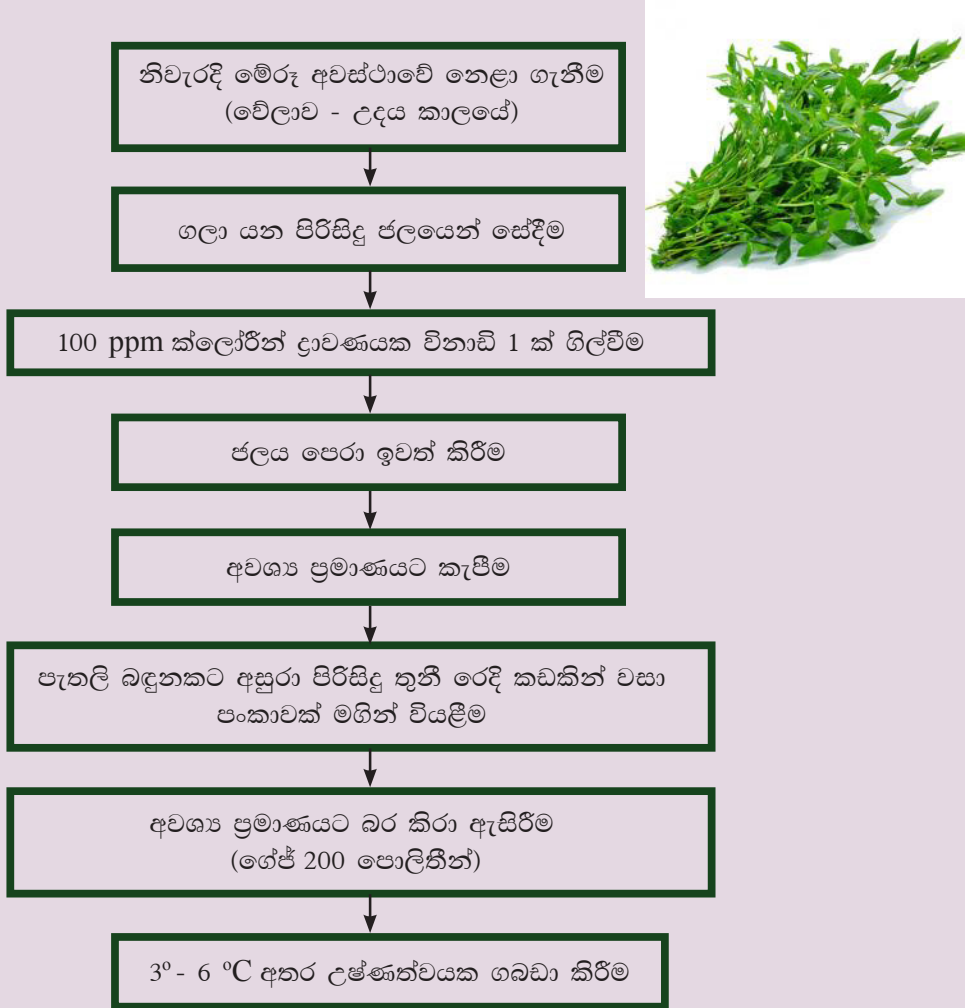 නිවැරදි මේරූ අවස්ථාවේ නෙළා ගැනීම
(වේලාව - උදය කාලයේ)
ගලා යන පිරිසිදු ජලයෙන් සේදීම
100 ppm ක්ලෝරීන් ද්‍රාවණයක විනාඩි 1 ක් ගිල්වීම
ජලය පෙරා ඉවත් කිරීම
අවශ්‍ය ප්‍රමාණයට කැපීම
පැතලි බඳුනකට අසුරා පිරිසිදු තුනී රෙදි කඩකින් වසා
පංකාවක් මගින් වියළීම
අවශ්‍ය ප්‍රමාණයට බර කිරා ඇසිරීම
(ගේජ් 200 පොලිතීන්)
3º - 6 ºC අතර උෂ්ණත්වයක ගබඩා කිරීම